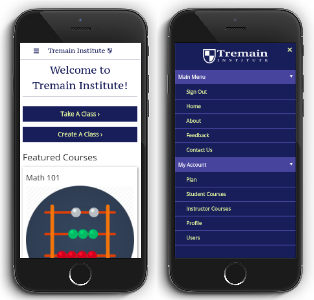 Tremain Institute
Welcome to
Tremain Institute!
Take A Class ›
Create A Class ›
Featured Courses
Math 101
Tremain
INSTITUTE
×
Main Menu
Sign Out
Home
About
Feedback
Contact Us
My Account
Plan
Student Courses
Instructor Courses
Profile
Users